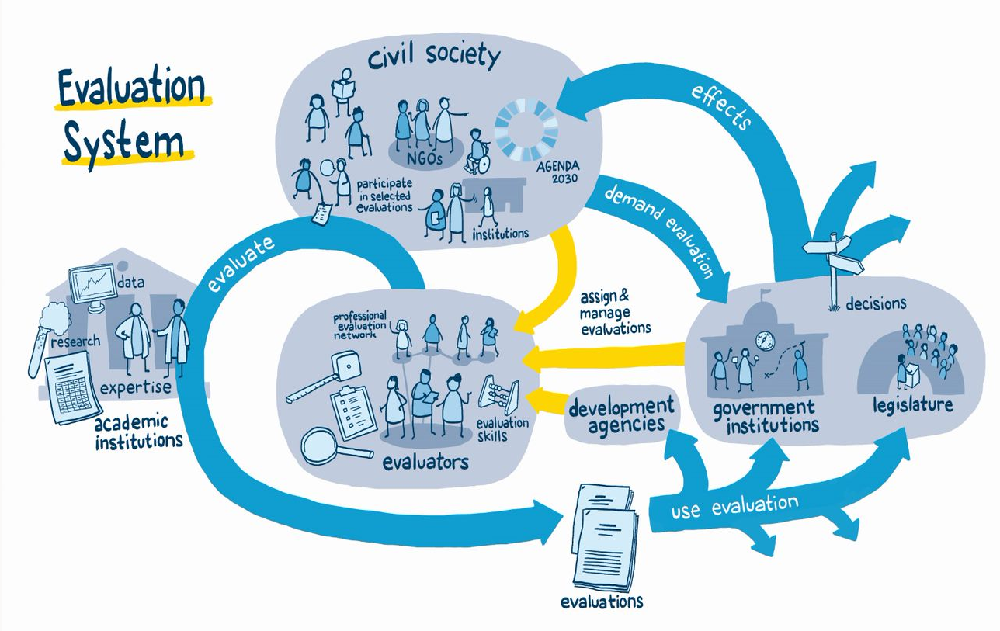 Evaluation
System
civil society
NGOs
AGENDA
2030
participate
in selected
evaluations
institutions
effects
demand evaluation
evaluate
data
research
expertise
academic
institutions
professional
evaluation
network
evaluation
skills
evaluators
assign &
manage
evaluations
development
agencies
decisions
government
institutions
legislature
use evaluation
evaluations